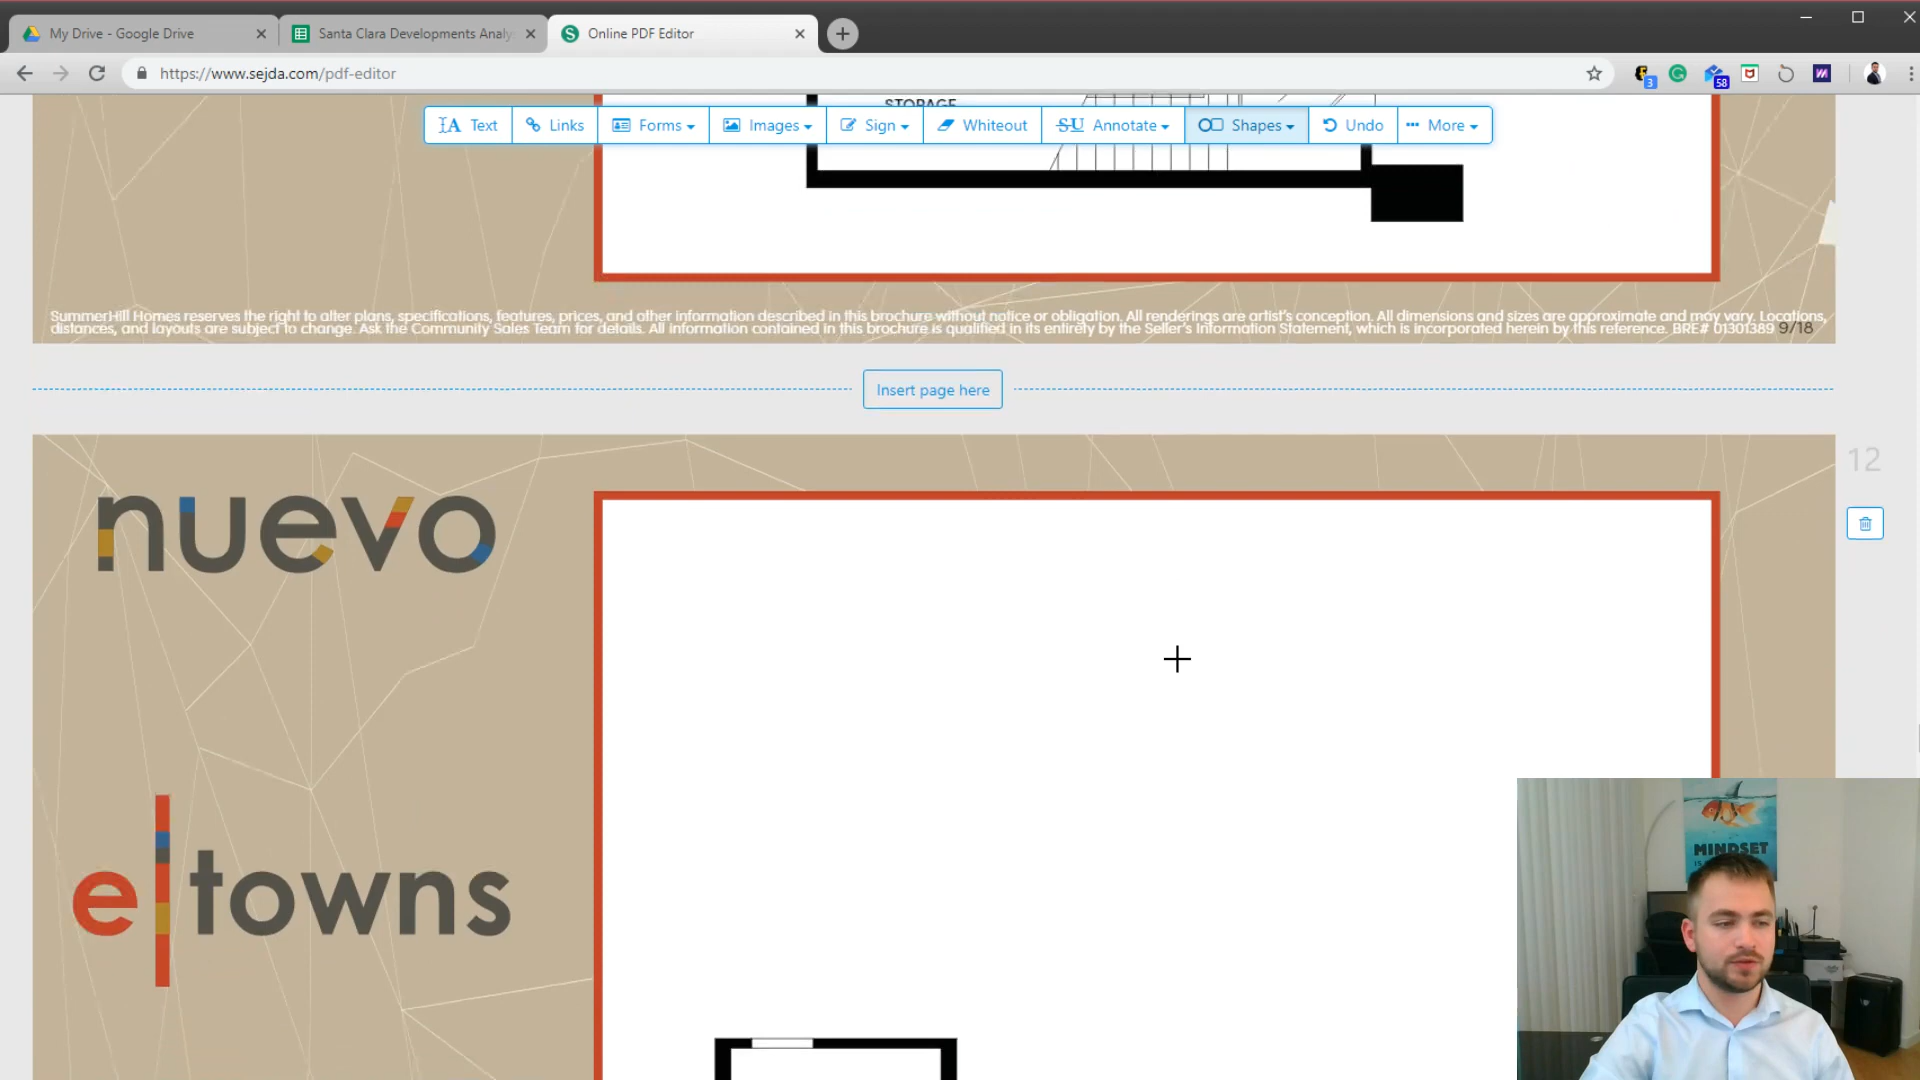 My Drive - Google Drive
Santa Clara Developments Analy
Online PDF Editor
https://www.sejda.com/pdf-editor
3
58
STORAGE
Text
Links
Forms
Images
Sign
Whiteout
Annotate
Shapes
Undo
More
SummerHill Homes reserves the right to alter plans, specifications, features, prices, and other information described in this brochure without notice or obligation. All renderings are artist's conception. All dimensions and sizes are approximate and may vary. Locations,
distances, and layouts are subject to change. Ask the Community Sales Team for details. All information contained in this brochure is qualified in its entirety by the Seller's Information Statement, which is incorporated herein by this reference. BRE# 01301389 9/18
Insert page here
12
nuevo
e|towns
MINDSET